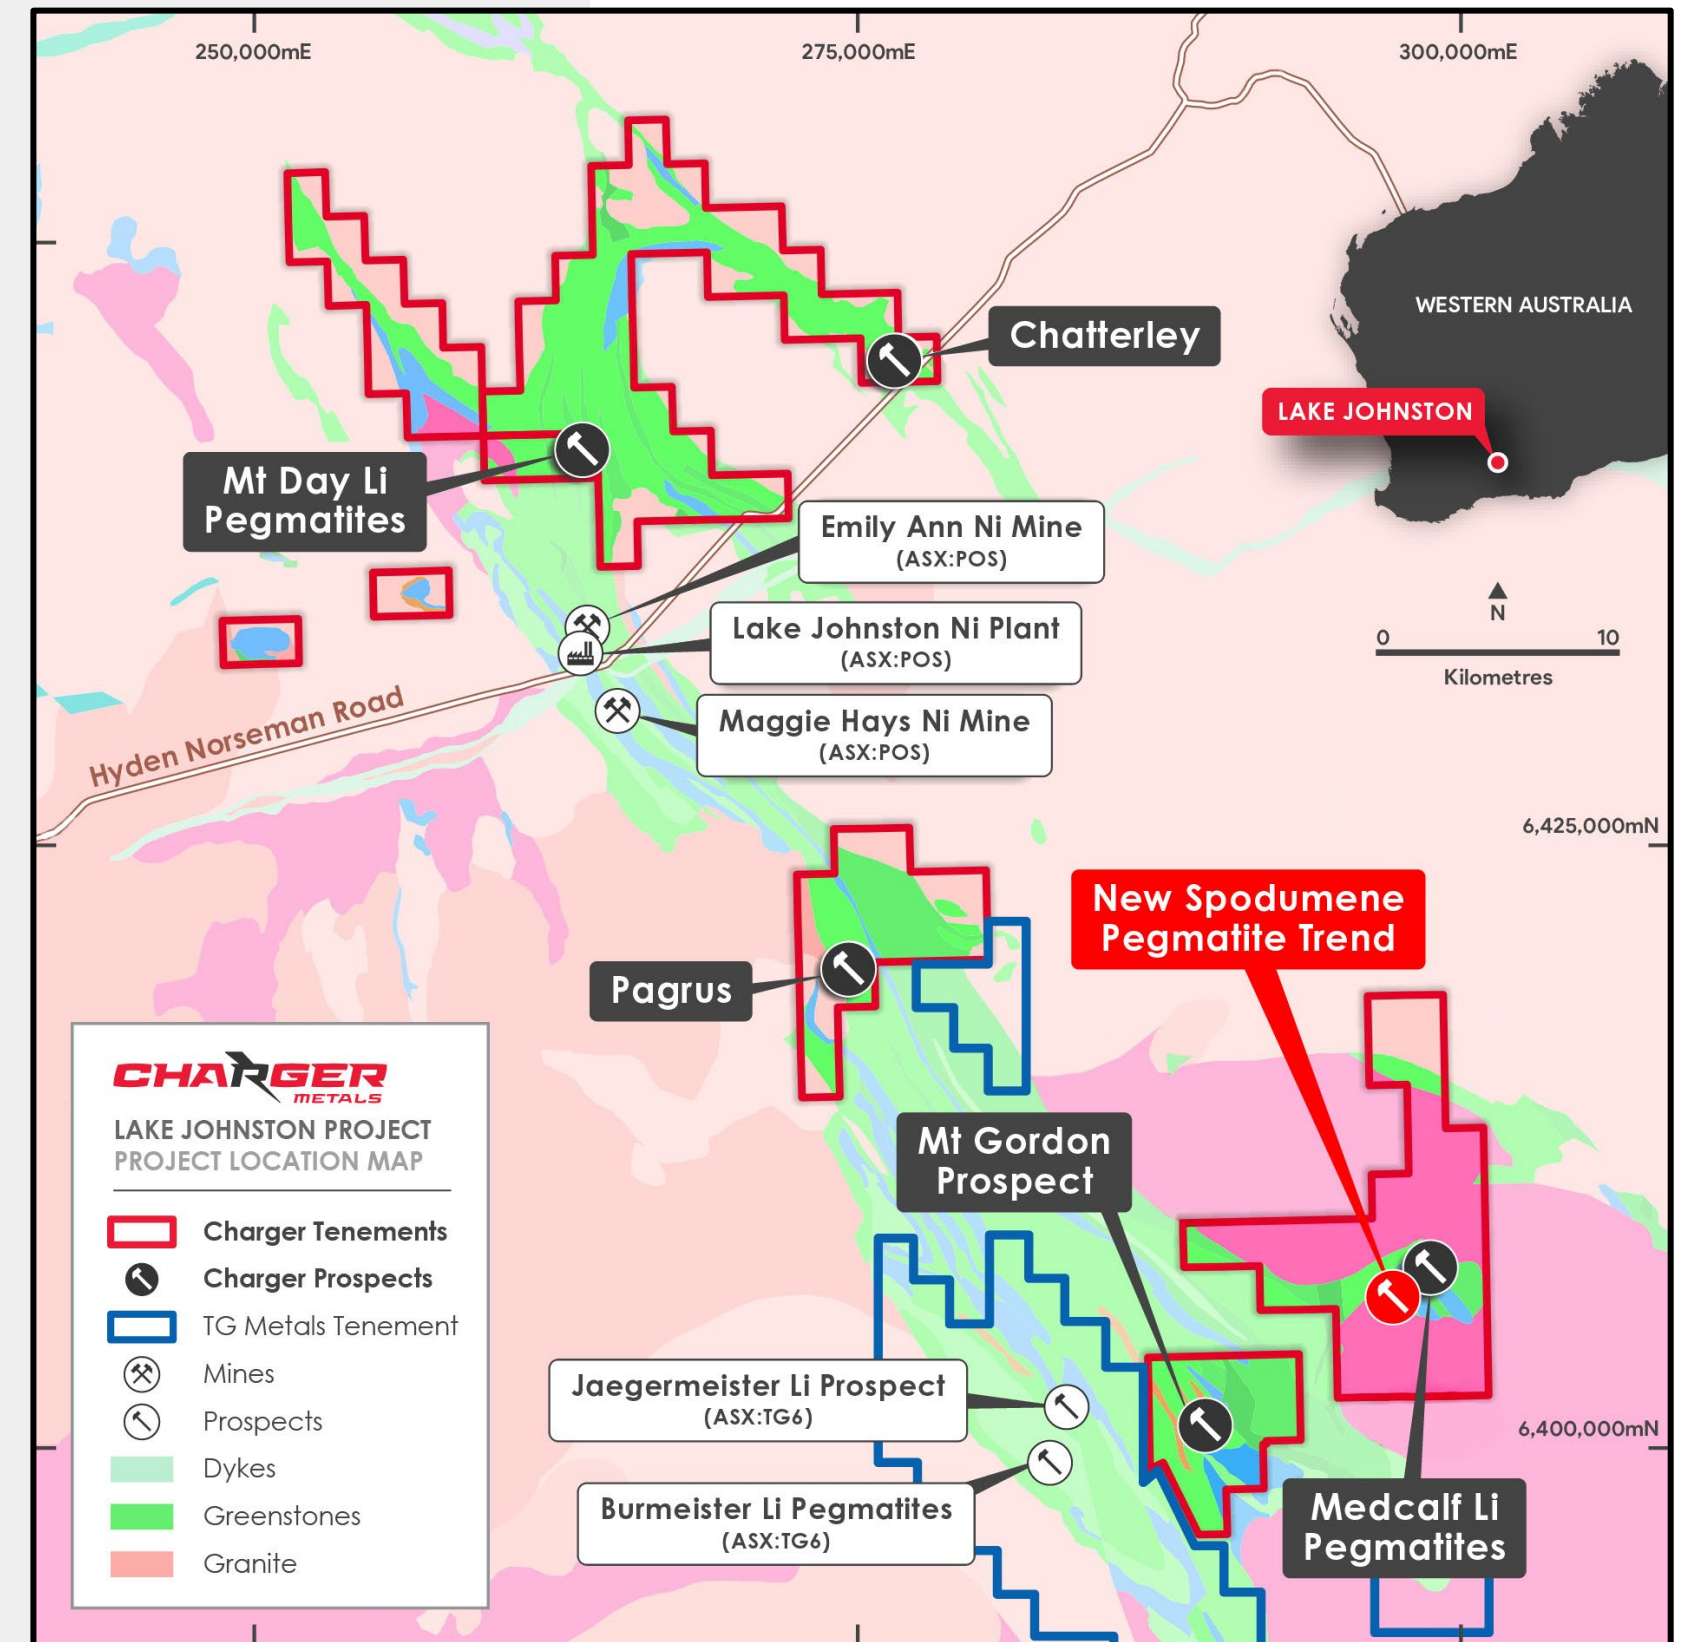 250,000mE
275,000mE
300,000mE
WESTERN AUSTRALIA
Chatterley
LAKE JOHNSTON
Mt Day Li
Pegmatites
Emily Ann Ni Mine
(ASX:POS)
N
0 10
Kilometres
Lake Johnston Ni Plant
(ASX:POS)
Maggie Hays Ni Mine
(ASX:POS)
Hyden Norseman Road
6,425,000mN
New Spodumene
Pegmatite Trend
Pagrus
CHARGER
METALS
LAKE JOHNSTON PROJECT
PROJECT LOCATION MAP
Charger Tenements
Charger Prospects
TG Metals Tenement
Mines
Prospects
Dykes
Greenstones
Granite
Mt Gordon
Prospect
Jaegermeister Li Prospect
(ASX:TG6)
6,400,000mN
Burmeister Li Pegmatites
(ASX:TG6)
Medcalf Li
Pegmatites